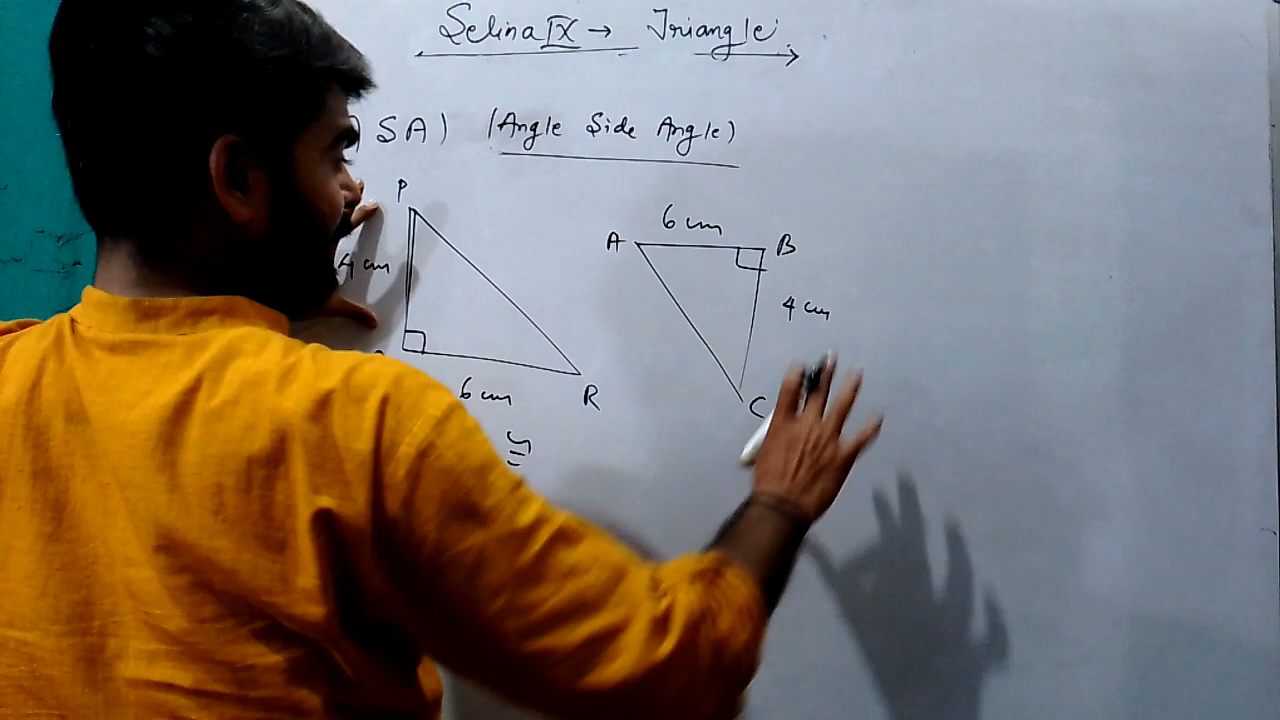 Selina IX → Triangle
SA) (Angle Side Angle)
P
A 6 cm B
4 cm
4 cm
6 cm R
C
≅